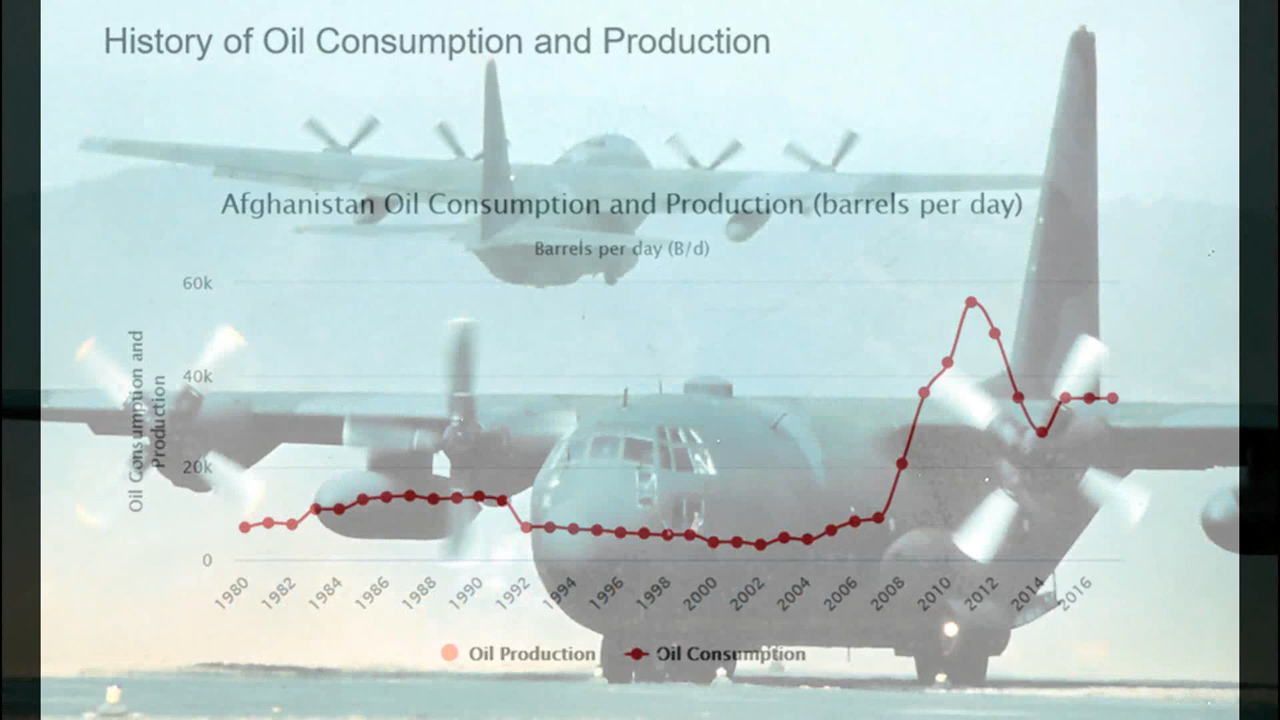 History of Oil Consumption and Production
Afghanistan Oil Consumption and Production (barrels per day)
Barrels per day (B/d)
60k
40k
20k
0
Oil Consumption and
Production
1980
1982
1984
1986
1988
1990
1992
1994
1996
1998
2000
2002
2004
2006
2008
2010
2012
2014
2016
Oil Production
Oil Consumption